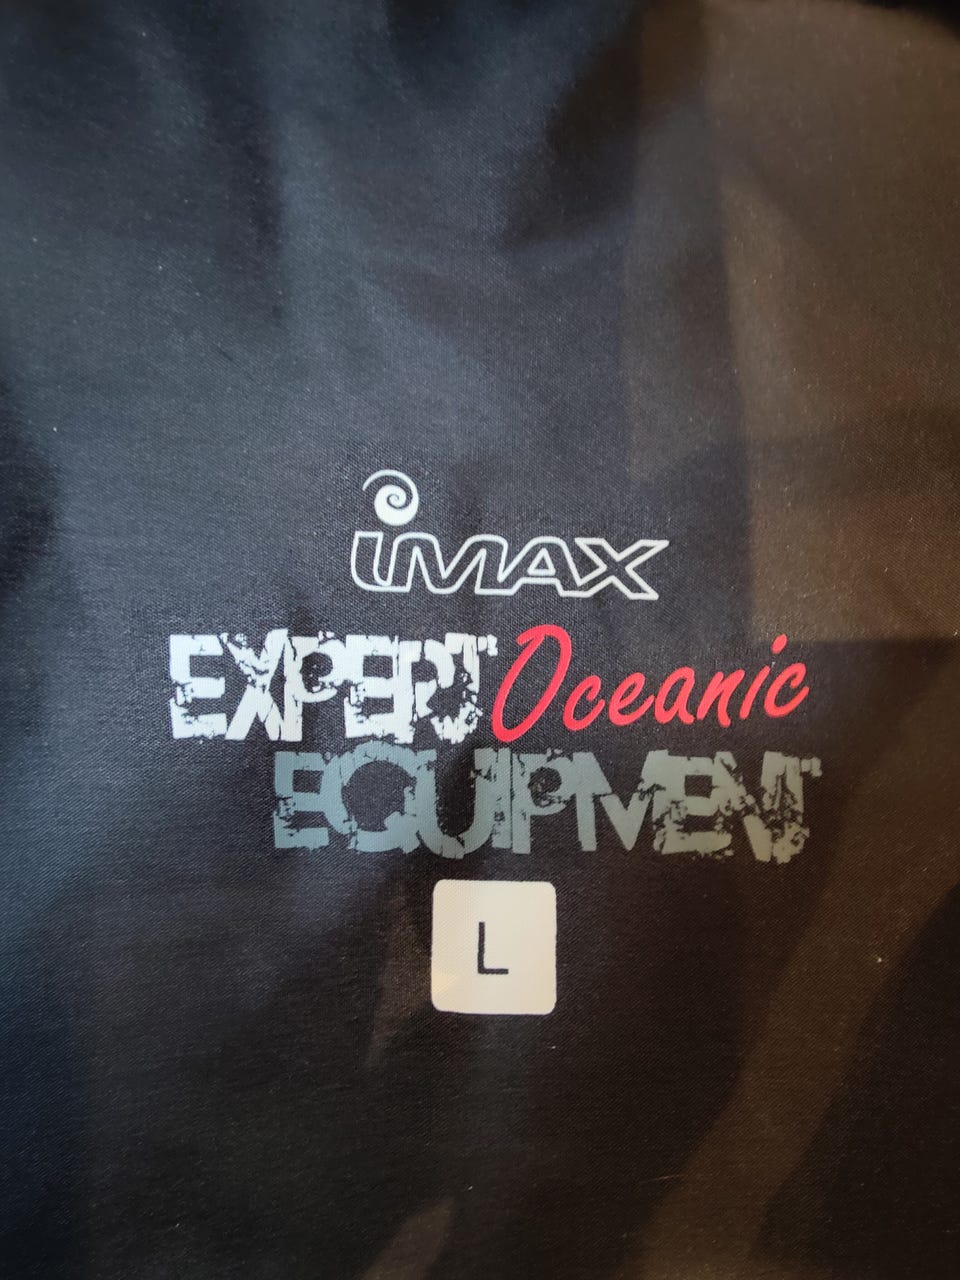 iMAX
EXPERT Oceanic
EQUIPMENT
L